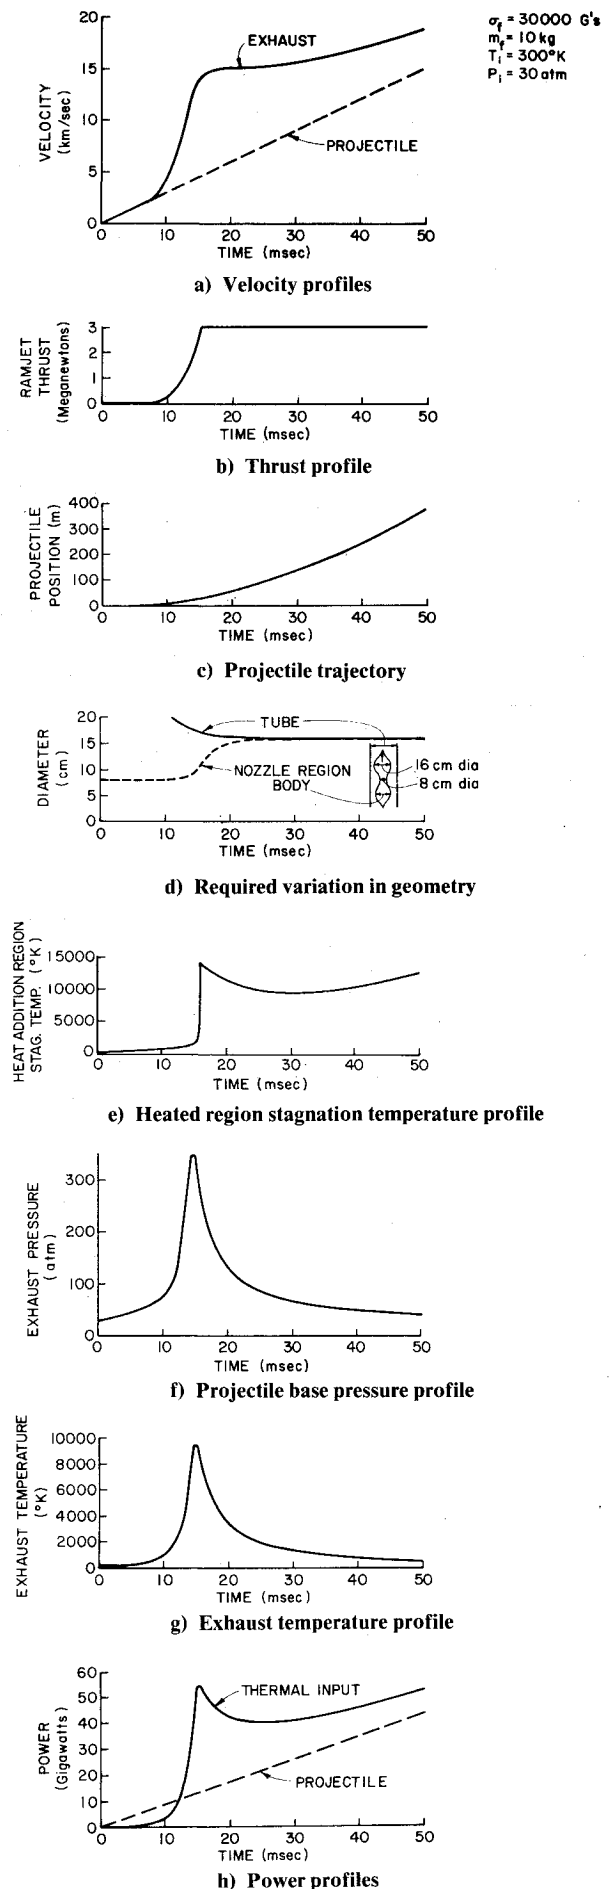 σf = 30000 G's
mf = 10 kg
Ti = 300°K
Pi = 30 atm
VELOCITY
(km/sec)
20
15
10
5
0
EXHAUST
PROJECTILE
10 20 30 40 50
TIME (msec)
a) Velocity profiles
RAMJET
THRUST
(Meganewtons)
3
2
1
0
0 10 20 30 40 50
TIME (msec)
b) Thrust profile
PROJECTILE
POSITION (m)
400
300
200
100
0
0 10 20 30 40 50
TIME (msec)
c) Projectile trajectory
DIAMETER
(cm)
20
15
10
5
0
TUBE
NOZZLE REGION
BODY
16 cm dia
8 cm dia
0 10 20 30 40 50
TIME (msec)
d) Required variation in geometry
HEAT ADDITION REGION
STAG. TEMP. (°K)
15000
10000
5000
0
0 10 20 30 40 50
TIME (msec)
e) Heated region stagnation temperature profile
EXHAUST PRESSURE
(atm)
300
200
100
0
0 10 20 30 40 50
TIME (msec)
f) Projectile base pressure profile
EXHAUST TEMPERATURE
(°K)
10000
8000
6000
4000
2000
0
0 10 20 30 40 50
TIME (msec)
g) Exhaust temperature profile
POWER
(Gigawatts)
60
50
40
30
20
10
0
THERMAL INPUT
PROJECTILE
0 10 20 30 40 50
TIME (msec)
h) Power profiles